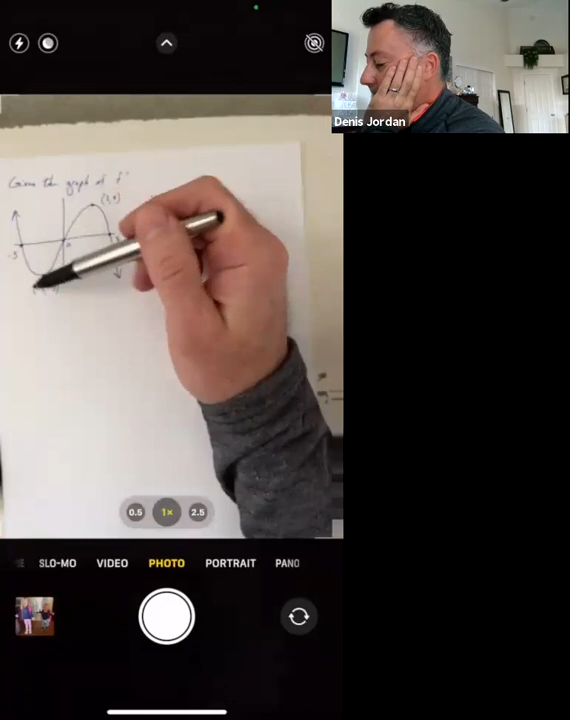 Denis Jordan
Given the graph of f'
(3,4)
-5
0.5
1×
2.5
SLO-MO
VIDEO
PHOTO
PORTRAIT
PANO